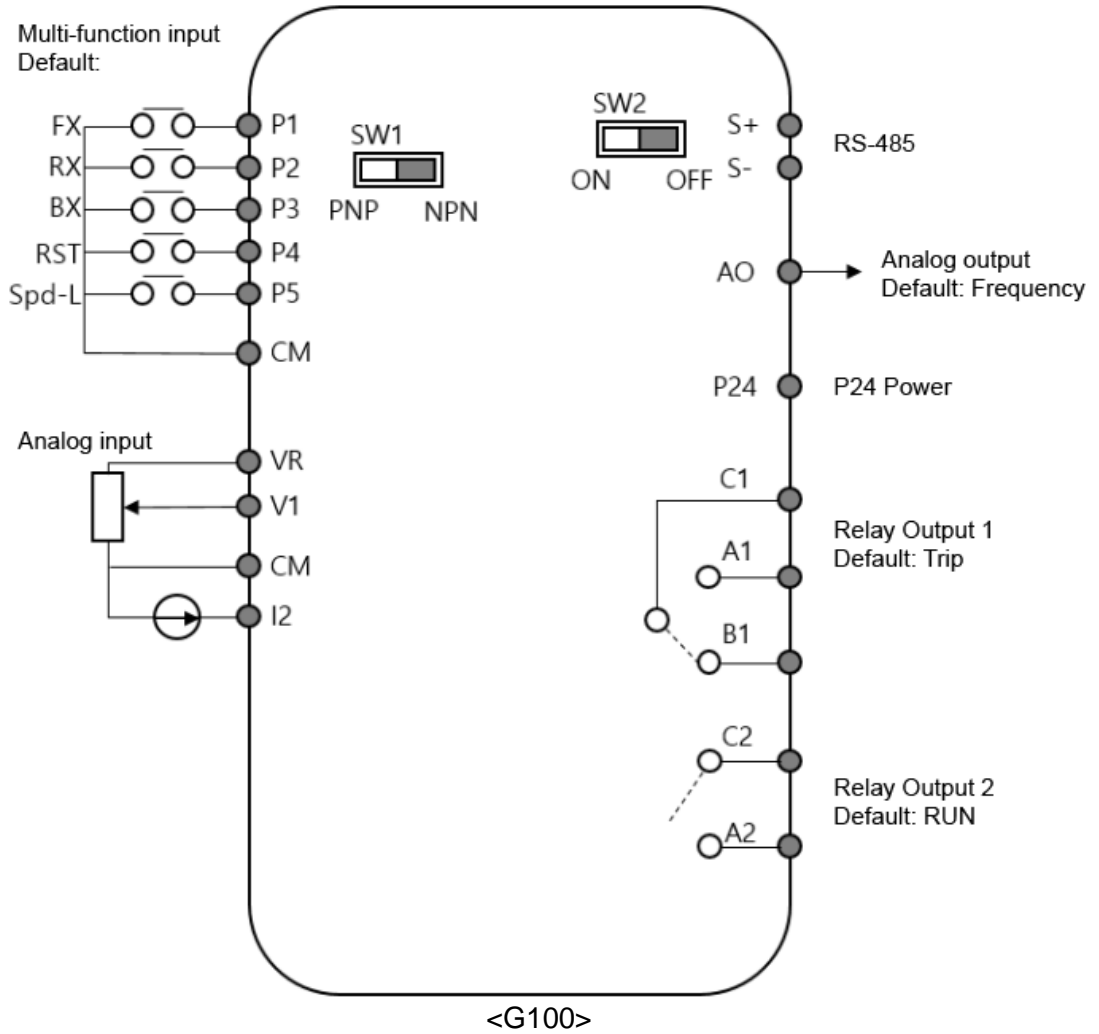 Multi-function input
Default:
FX
P1
RX
P2
BX
P3
RST
P4
Spd-L
P5
CM
SW1
PNP NPN
SW2
ON OFF
S+
S-
RS-485
AO
Analog output
Default: Frequency
P24
P24 Power
Analog input
VR
V1
CM
I2
C1
A1
B1
Relay Output 1
Default: Trip
C2
A2
Relay Output 2
Default: RUN
<G100>